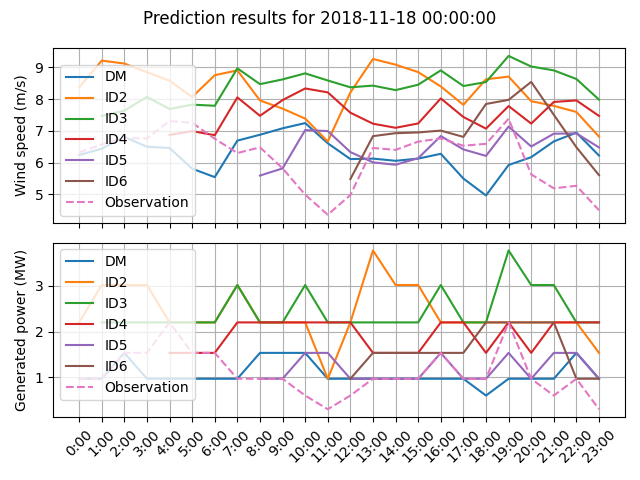 Prediction results for 2018-11-18 00:00:00
Wind speed (m/s)
9
8
7
6
5
DM
ID2
ID3
ID4
ID5
ID6
Observation
Generated power (MW)
3
2
1
DM
ID2
ID3
ID4
ID5
ID6
Observation
0:00 1:00 2:00 3:00 4:00 5:00 6:00 7:00 8:00 9:00 10:00 11:00 12:00 13:00 14:00 15:00 16:00 17:00 18:00 19:00 20:00 21:00 22:00 23:00